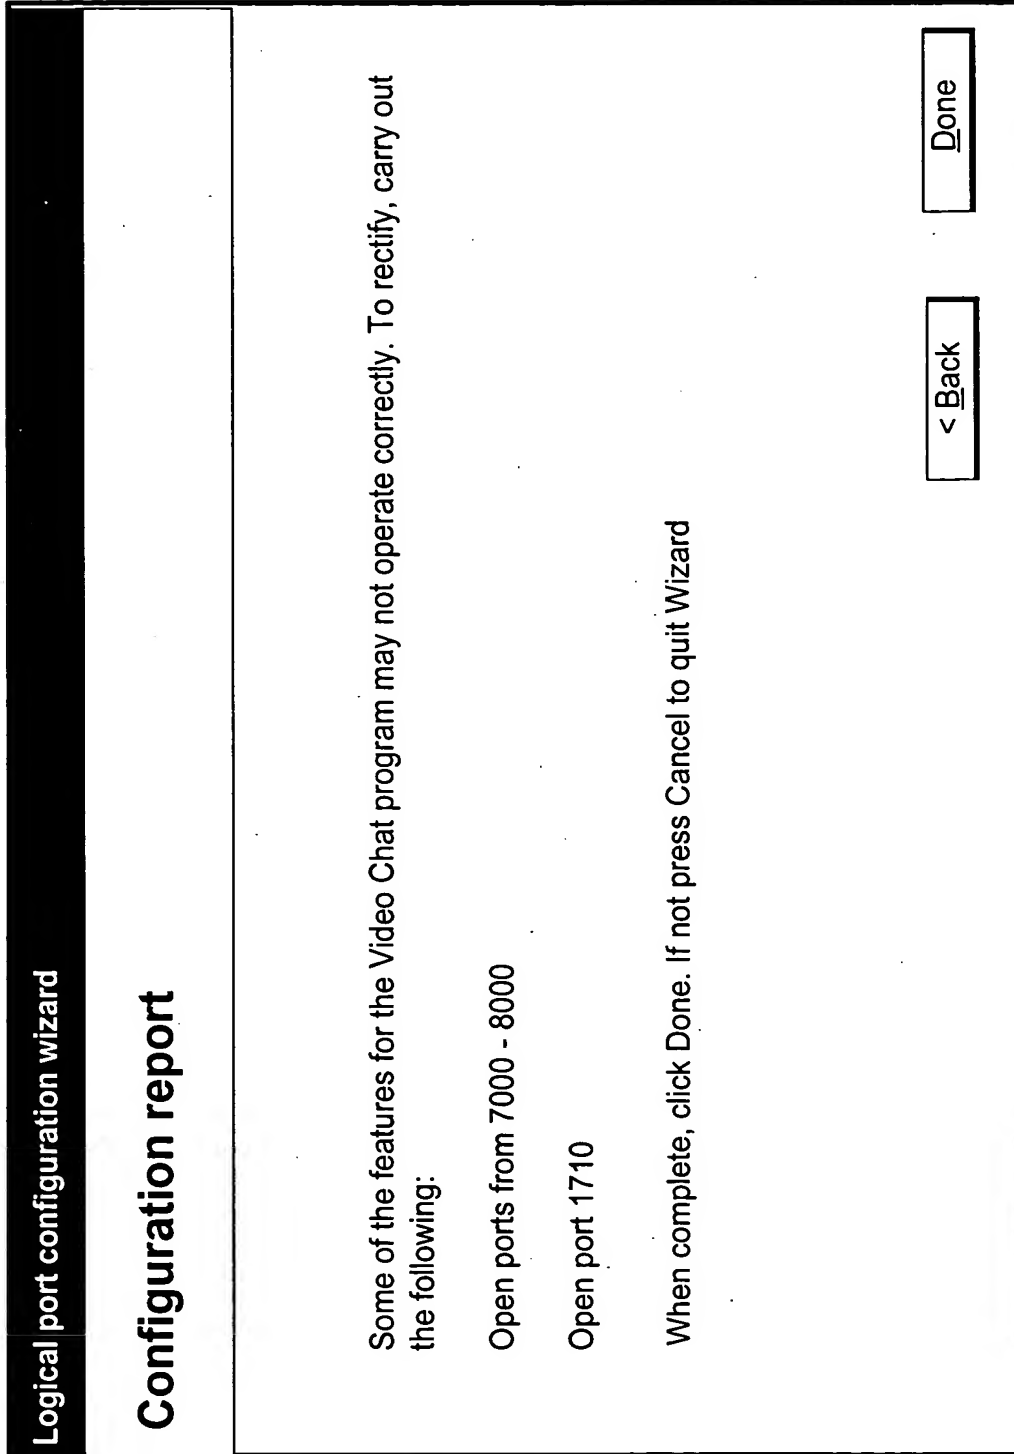 Logical port configuration wizard
Configuration report
Some of the features for the Video Chat program may not operate correctly. To rectify, carry out
the following:
Open ports from 7000 - 8000
Open port 1710
When complete, click Done. If not press Cancel to quit Wizard
< Back
Done